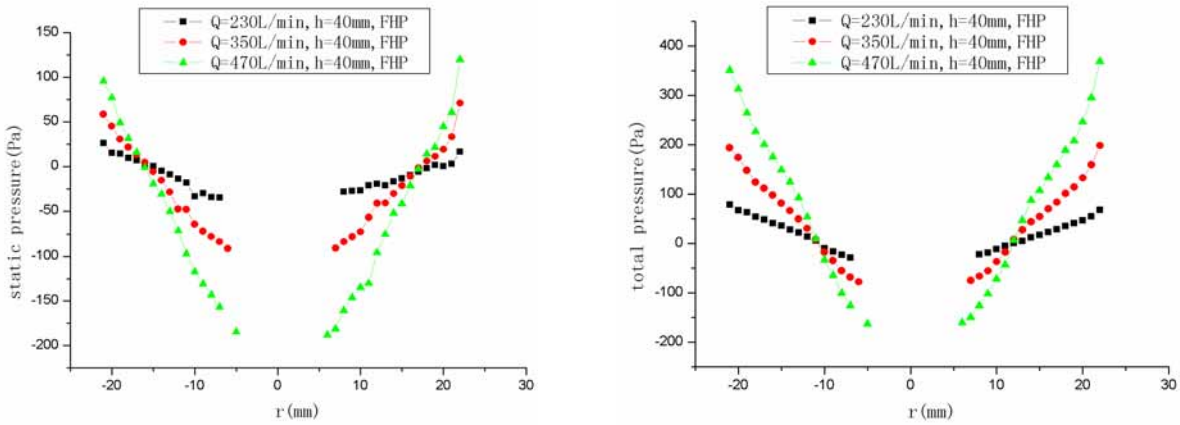 Q=230L/min, h=40mm, FHP
Q=350L/min, h=40mm, FHP
Q=470L/min, h=40mm, FHP
static pressure(Pa)
150
100
50
0
-50
-100
-150
-200
-20
-10
0
10
20
30
r(mm)
Q=230L/min, h=40mm, FHP
Q=350L/min, h=40mm, FHP
Q=470L/min, h=40mm, FHP
total pressure(Pa)
400
300
200
100
0
-100
-200
-20
-10
0
10
20
30
r(mm)